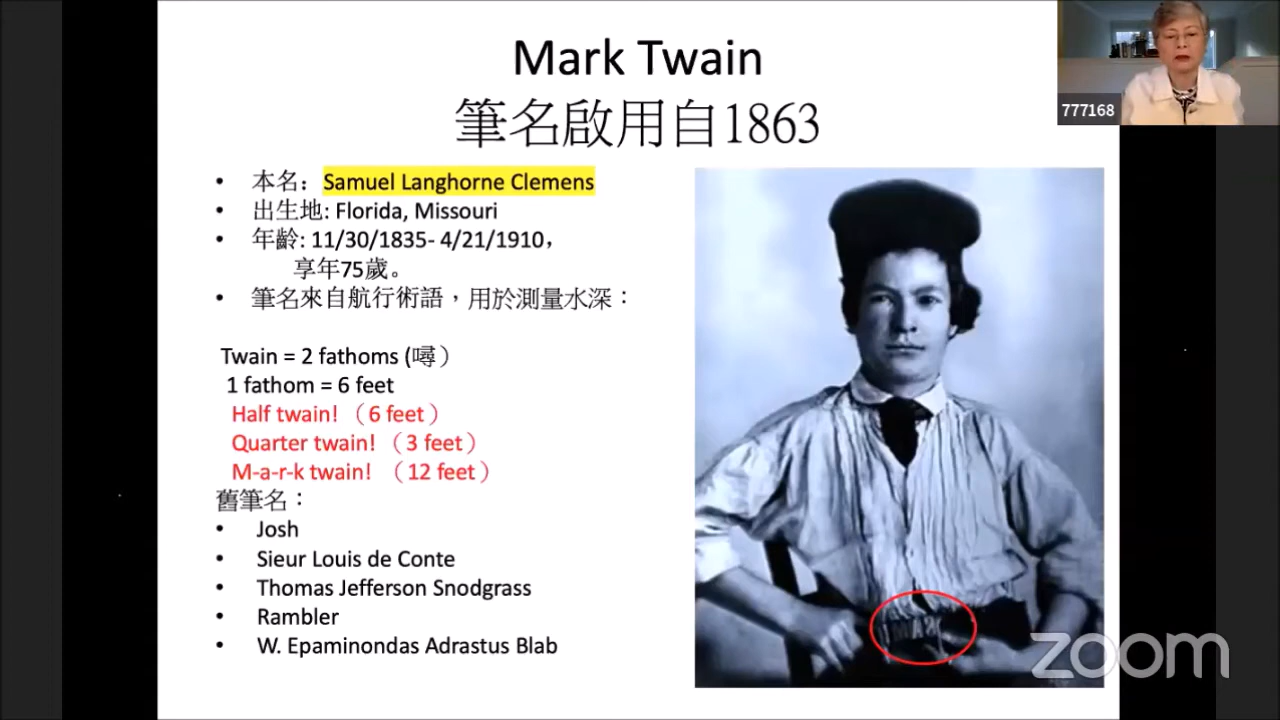 Mark Twain
筆名啟用自1863
777168
• 本名：Samuel Langhorne Clemens
• 出生地: Florida, Missouri
• 年齡: 11/30/1835- 4/21/1910，
享年75歲。
• 筆名來自航行術語，用於測量水深：
Twain = 2 fathoms (噚）
1 fathom = 6 feet
Half twain! （6 feet）
Quarter twain! （3 feet）
M-a-r-k twain! （12 feet）
舊筆名：
• Josh
• Sieur Louis de Conte
• Thomas Jefferson Snodgrass
• Rambler
• W. Epaminondas Adrastus Blab
zoom